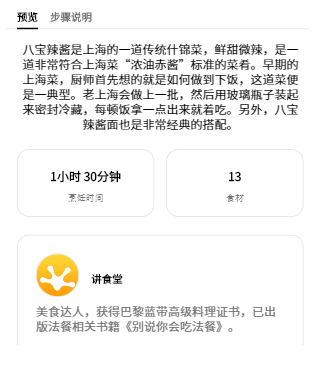 预览 步骤说明
八宝辣酱是上海的一道传统什锦菜，鲜甜微辣，是一
道非常符合上海菜“浓油赤酱”标准的菜肴。早期的
上海菜，厨师首先想的就是如何做到下饭，这道菜便
是一典型。老上海会做上一批，然后用玻璃瓶子装起
来密封冷藏，每顿饭拿一点出来就着吃。另外，八宝
辣酱面也是非常经典的搭配。
1小时 30分钟
烹饪时间
13
食材
讲食堂
美食达人，获得巴黎蓝带高级料理证书，已出
版法餐相关书籍《别说你会吃法餐》。